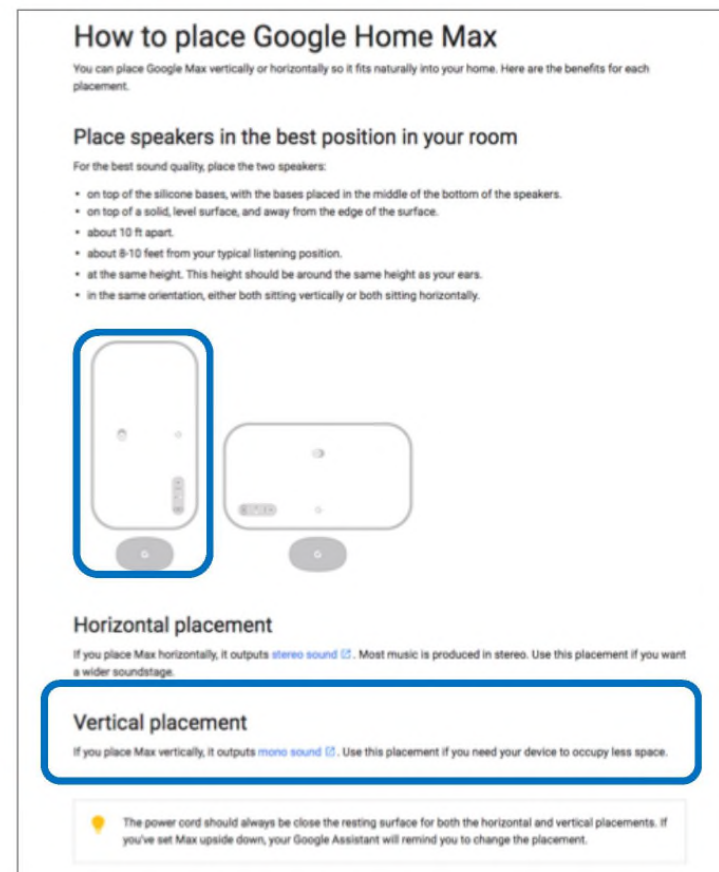 How to place Google Home Max
You can place Google Max vertically or horizontally so it fits naturally into your home. Here are the benefits for each
placement.
Place speakers in the best position in your room
For the best sound quality, place the two speakers:
• on top of the silicone bases, with the bases placed in the middle of the bottom of the speakers.
• on top of a solid, level surface, and away from the edge of the surface.
• about 10 ft apart.
• about 8-10 feet from your typical listening position.
• at the same height. This height should be around the same height as your ears.
• in the same orientation, either both sitting vertically or both sitting horizontally.
G
G
Horizontal placement
If you place Max horizontally, it outputs stereo sound. Most music is produced in stereo. Use this placement if you want
a wider soundstage.
Vertical placement
If you place Max vertically, it outputs mono sound. Use this placement if you need your device to occupy less space.
The power cord should always be close the resting surface for both the horizontal and vertical placements. If
you've set Max upside down, your Google Assistant will remind you to change the placement.